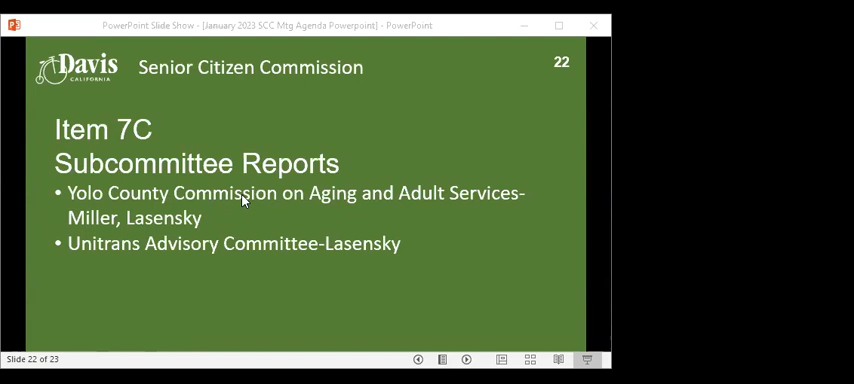 PowerPoint Slide Show - [January 2023 SCC Mtg Agenda Powerpoint] - PowerPoint
Davis
CALIFORNIA
Senior Citizen Commission
22
Item 7C
Subcommittee Reports
• Yolo County Commission on Aging and Adult Services-
Miller, Lasensky
• Unitrans Advisory Committee-Lasensky
Slide 22 of 23